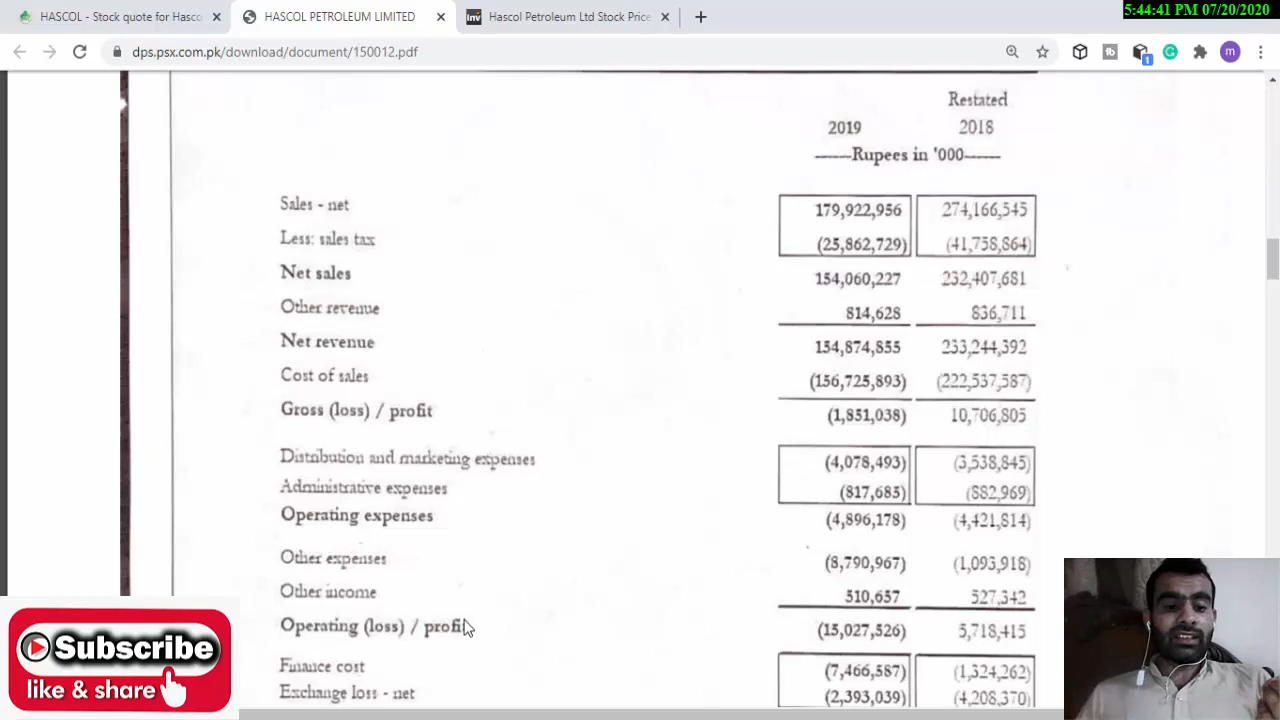 HASCOL - Stock quote for Hasco
HASCOL PETROLEUM LIMITED
Inv Hascol Petroleum Ltd Stock Price
5:44:41 PM 07/20/2020
dps.psx.com.pk/download/document/150012.pdf
tb
1
m
Restated
2019 2018
-----Rupees in '000-----
Sales - net 179,922,956 274,166,545
Less: sales tax (25,862,729) (41,758,864)
Net sales 154,060,227 232,407,681
Other revenue 814,628 836,711
Net revenue 154,874,855 233,244,392
Cost of sales (156,725,893) (222,537,587)
Gross (loss) / profit (1,851,038) 10,706,805
Distribution and marketing expenses (4,078,493) (3,538,845)
Administrative expenses (817,685) (882,969)
Operating expenses (4,896,178) (4,421,814)
Other expenses (8,790,967) (1,093,918)
Other income 510,657 527,342
Operating (loss) / profit (15,027,526) 5,718,415
Finance cost (7,466,587) (1,324,262)
Exchange loss - net (2,393,039) (4,208,370)
Subscribe
like & share